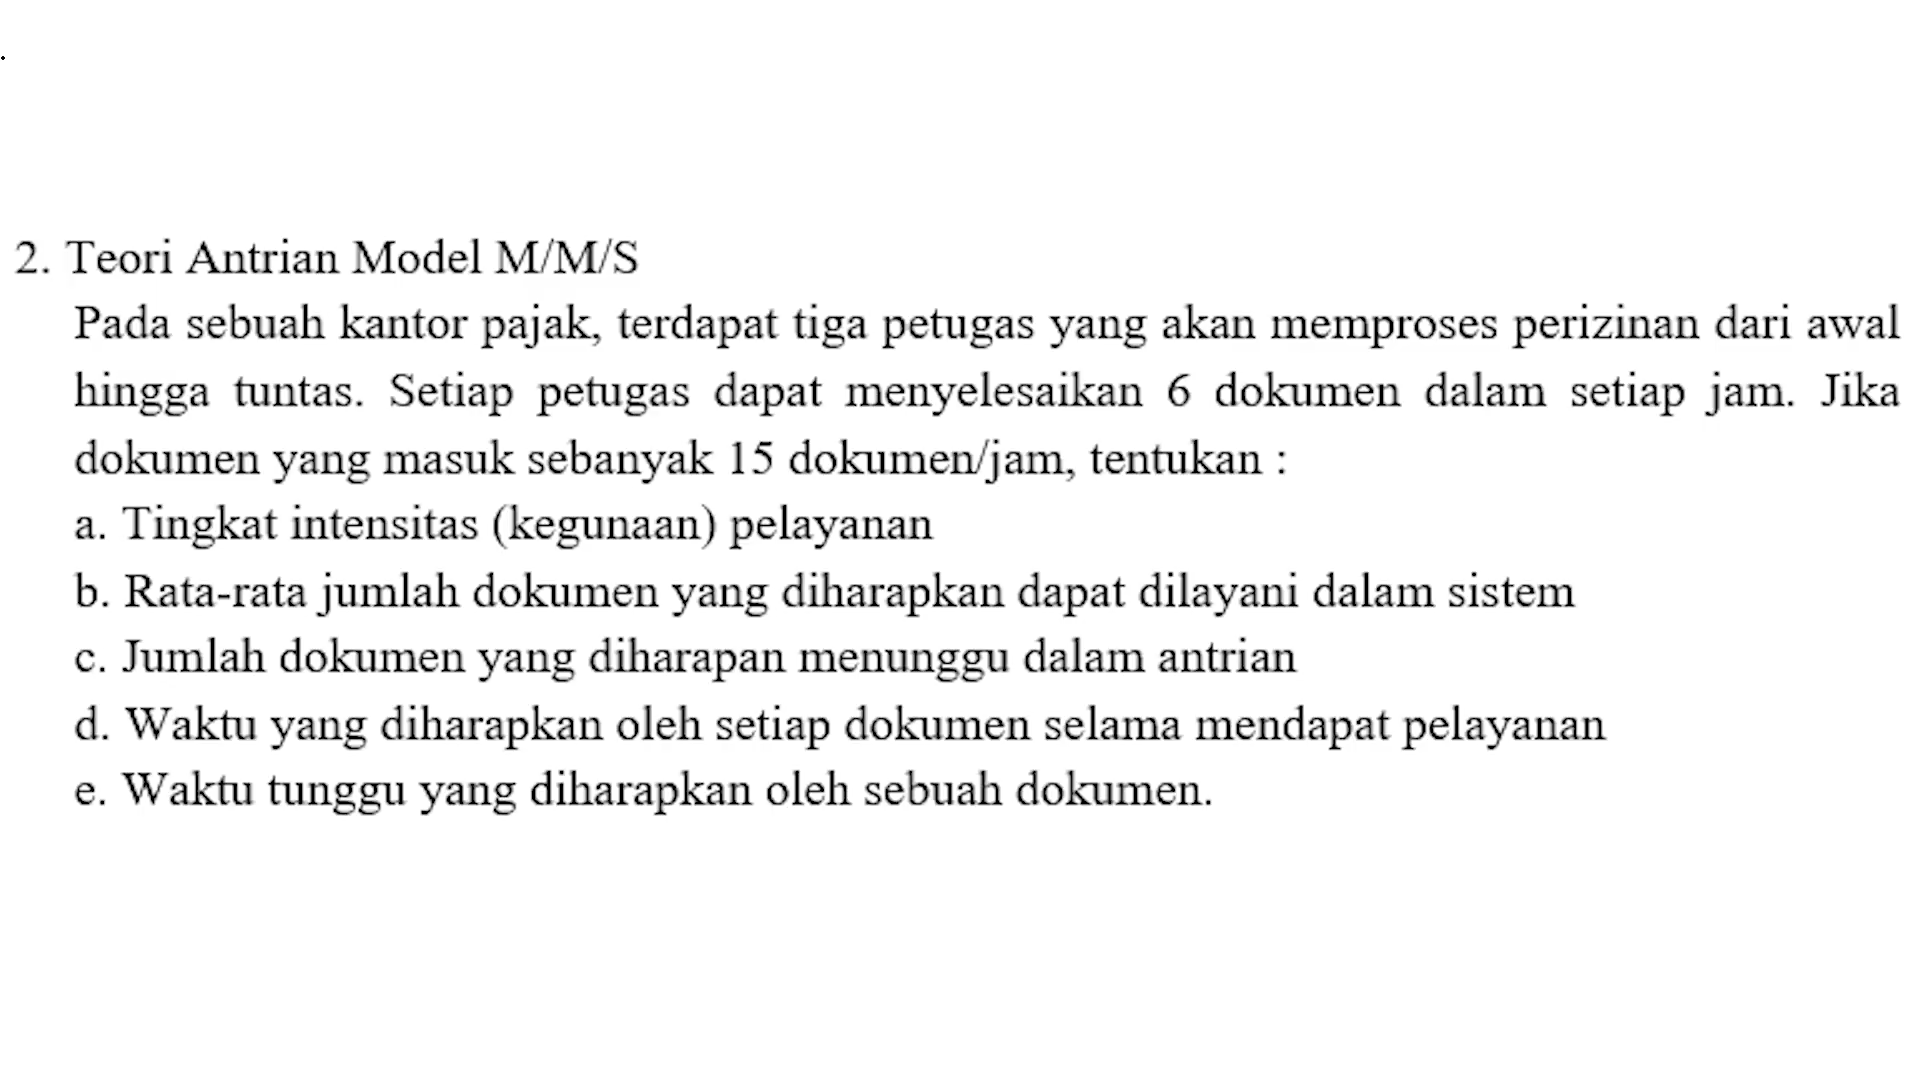 2. Teori Antrian Model M/M/S
Pada sebuah kantor pajak, terdapat tiga petugas yang akan memproses perizinan dari awal
hingga tuntas. Setiap petugas dapat menyelesaikan 6 dokumen dalam setiap jam. Jika
dokumen yang masuk sebanyak 15 dokumen/jam, tentukan :
a. Tingkat intensitas (kegunaan) pelayanan
b. Rata-rata jumlah dokumen yang diharapkan dapat dilayani dalam sistem
c. Jumlah dokumen yang diharapan menunggu dalam antrian
d. Waktu yang diharapkan oleh setiap dokumen selama mendapat pelayanan
e. Waktu tunggu yang diharapkan oleh sebuah dokumen.